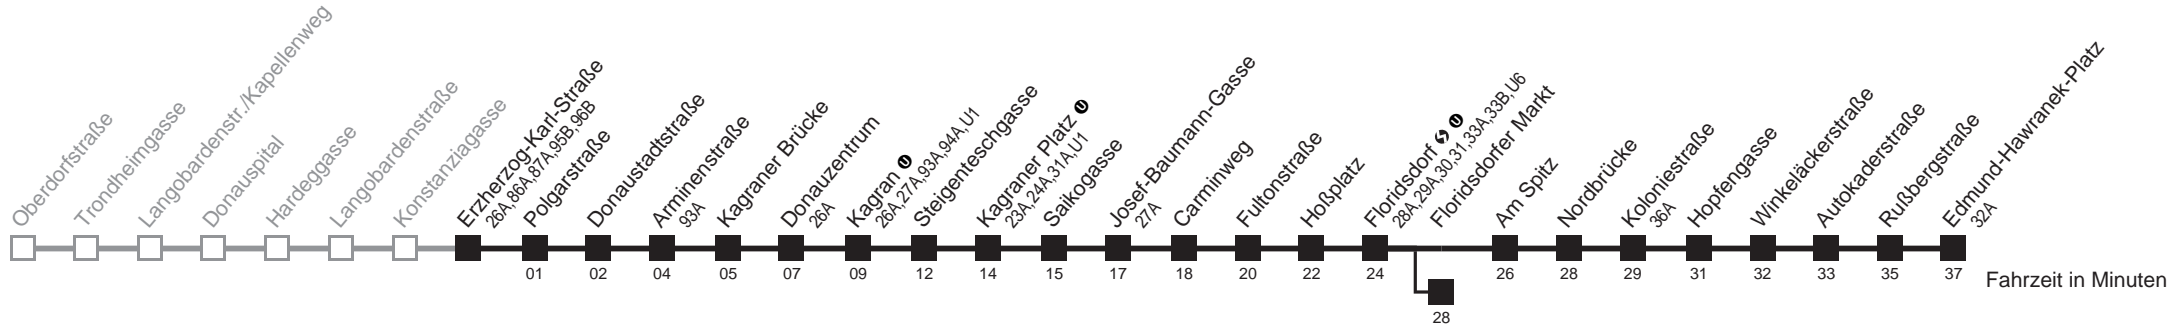 Oberdorfstraße
Trondheimgasse
Langobardenstr./Kapellenweg
Donauspital
Hardeggasse
Langobardenstraße
Konstanziagasse
Erzherzog-Karl-Straße
26A,86A,87A,95B,96B
Polgarstraße
Donaustadtstraße
Arminenstraße
93A
Kagraner Brücke
Donauzentrum
26A
Kagran U
26A,27A,93A,94A,U1
Steigenteschgasse
Kagraner Platz U
23A,24A,31A,U1
Saikogasse
Josef-Baumann-Gasse
27A
Carminweg
Fultonstraße
Hoßplatz
Floridsdorf S U
28A,29A,30,31,33A,33B,U6
Floridsdorfer Markt
Am Spitz
Nordbrücke
Koloniestraße
36A
Hopfengasse
Winkeläckerstraße
Autokaderstraße
Rußbergstraße
Edmund-Hawranek-Platz
32A
01 02 04 05 07 09 12 14 15 17 18 20 22 24 26 28 29 31 32 33 35 37
Fahrzeit in Minuten
28